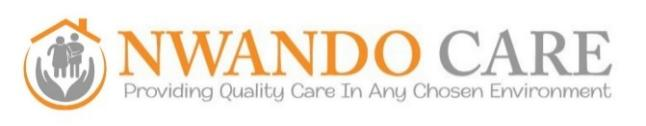 NWANDO CARE
Providing Quality Care In Any Chosen Environment